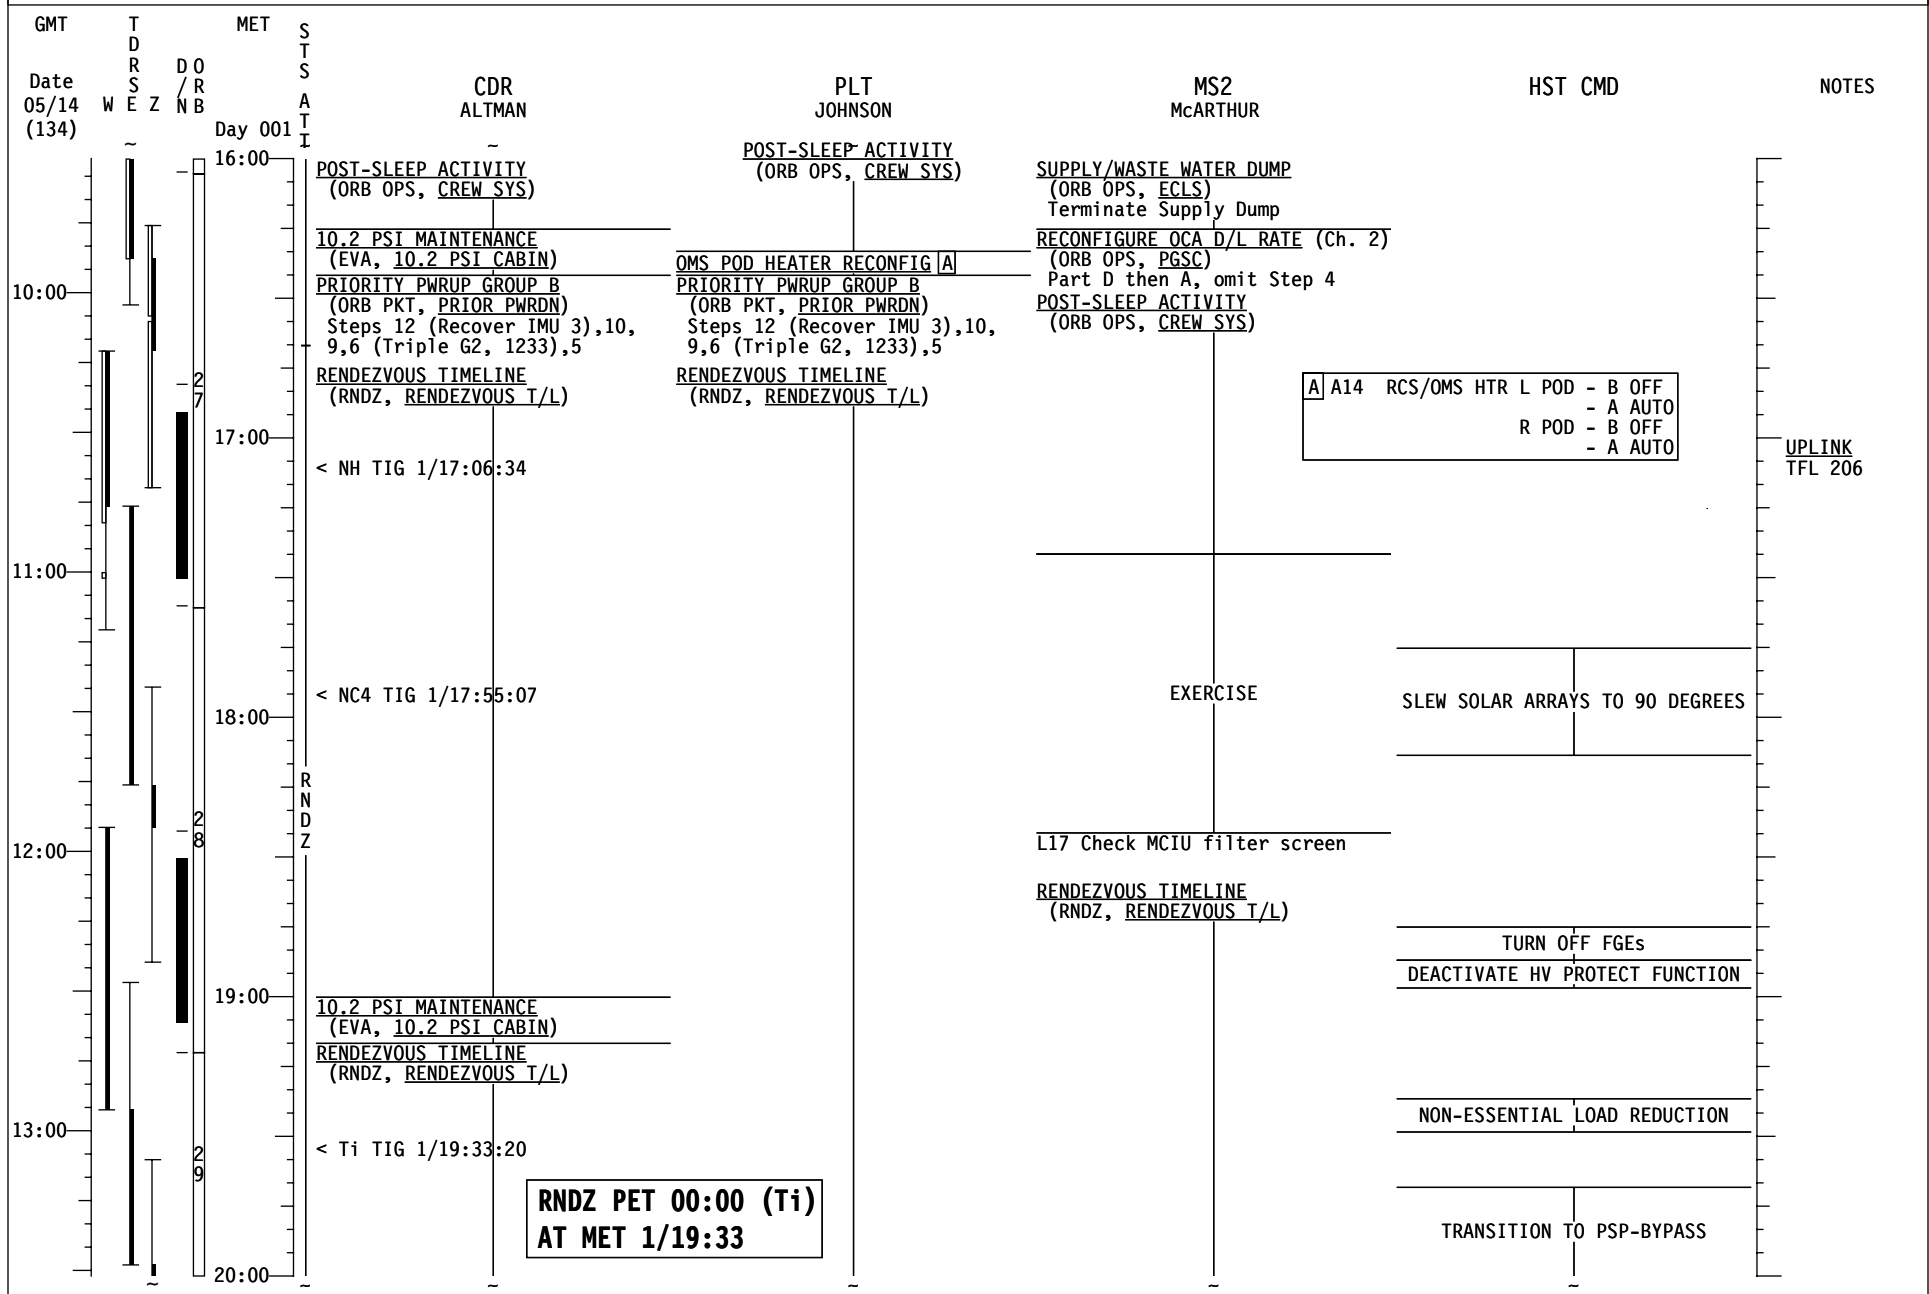 GMT
TDRS
MET
STS ATT
Date
05/14
(134)
W E Z
D/N
ORB
Day 001
CDR
ALTMAN
PLT
JOHNSON
MS2
McARTHUR
HST CMD
NOTES
~
~
~
~
16:00
17:00
18:00
19:00
20:00
10:00
11:00
12:00
13:00
27
28
29
RNDZ
POST-SLEEP ACTIVITY
(ORB OPS, CREW SYS)
10.2 PSI MAINTENANCE
(EVA, 10.2 PSI CABIN)
PRIORITY PWRUP GROUP B
(ORB PKT, PRIOR PWRDN)
Steps 12 (Recover IMU 3),10,
9,6 (Triple G2, 1233),5
RENDEZVOUS TIMELINE
(RNDZ, RENDEZVOUS T/L)
< NH TIG 1/17:06:34
< NC4 TIG 1/17:55:07
10.2 PSI MAINTENANCE
(EVA, 10.2 PSI CABIN)
RENDEZVOUS TIMELINE
(RNDZ, RENDEZVOUS T/L)
< Ti TIG 1/19:33:20
RNDZ PET 00:00 (Ti)
AT MET 1/19:33
POST-SLEEP ACTIVITY
(ORB OPS, CREW SYS)
OMS POD HEATER RECONFIG A
PRIORITY PWRUP GROUP B
(ORB PKT, PRIOR PWRDN)
Steps 12 (Recover IMU 3),10,
9,6 (Triple G2, 1233),5
RENDEZVOUS TIMELINE
(RNDZ, RENDEZVOUS T/L)
SUPPLY/WASTE WATER DUMP
(ORB OPS, ECLS)
Terminate Supply Dump
RECONFIGURE OCA D/L RATE (Ch. 2)
(ORB OPS, PGSC)
Part D then A, omit Step 4
POST-SLEEP ACTIVITY
(ORB OPS, CREW SYS)
EXERCISE
L17 Check MCIU filter screen
RENDEZVOUS TIMELINE
(RNDZ, RENDEZVOUS T/L)
A A14 RCS/OMS HTR L POD - B OFF
- A AUTO
R POD - B OFF
- A AUTO
SLEW SOLAR ARRAYS TO 90 DEGREES
TURN OFF FGEs
DEACTIVATE HV PROTECT FUNCTION
NON-ESSENTIAL LOAD REDUCTION
TRANSITION TO PSP-BYPASS
UPLINK
TFL 206
~
~
~
~
~
~